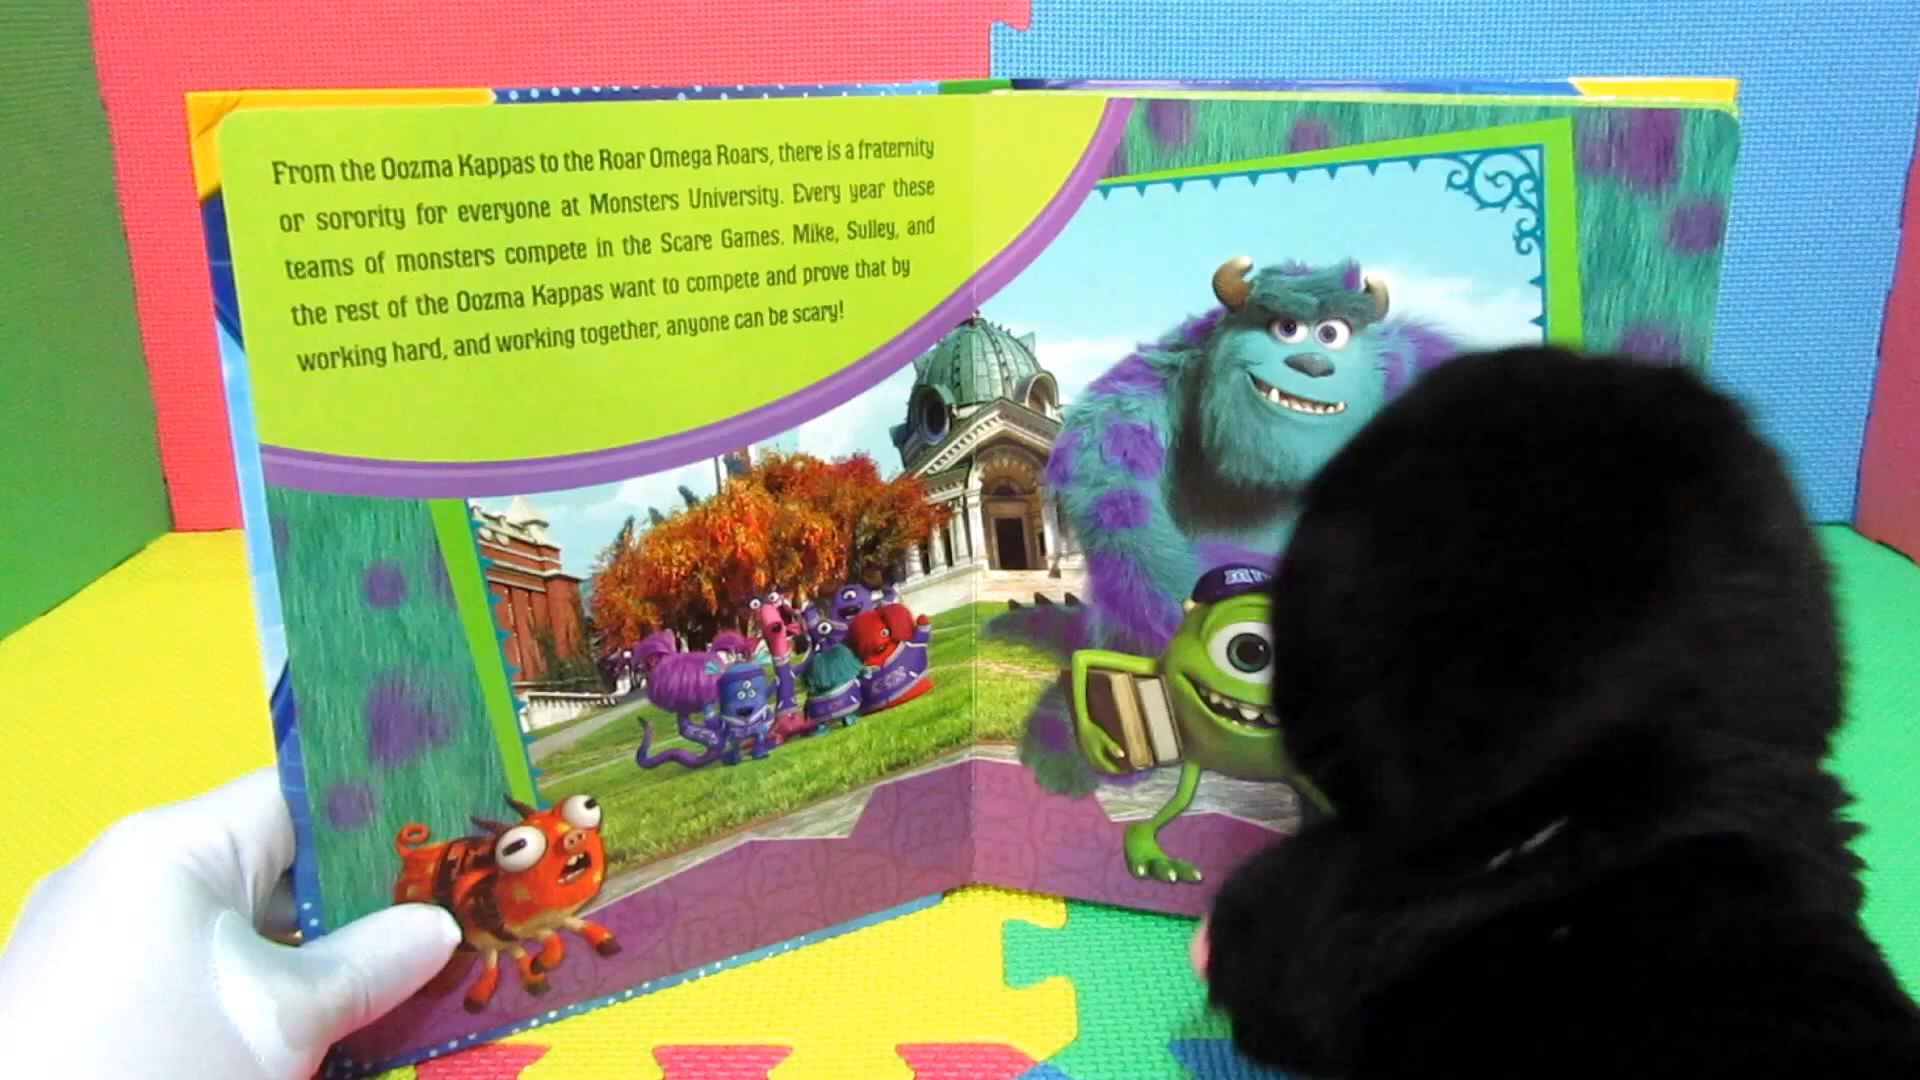 From the Oozma Kappas to the Roar Omega Roars, there is a fraternity
or sorority for everyone at Monsters University. Every year these
teams of monsters compete in the Scare Games. Mike, Sulley, and
the rest of the Oozma Kappas want to compete and prove that by
working hard, and working together, anyone can be scary!